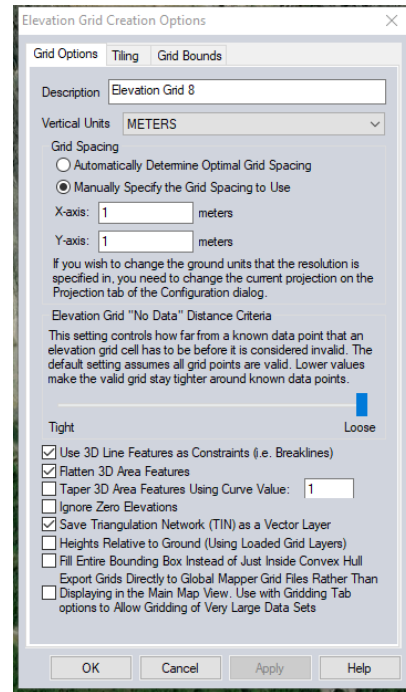 Elevation Grid Creation Options
Grid Options Tiling Grid Bounds
Description Elevation Grid 8
Vertical Units METERS
Grid Spacing
Automatically Determine Optimal Grid Spacing
Manually Specify the Grid Spacing to Use
X-axis: 1 meters
Y-axis: 1 meters
If you wish to change the ground units that the resolution is
specified in, you need to change the current projection on the
Projection tab of the Configuration dialog.
Elevation Grid "No Data" Distance Criteria
This setting controls how far from a known data point that an
elevation grid cell has to be before it is considered invalid. The
default setting assumes all grid points are valid. Lower values
make the valid grid stay tighter around known data points.
Tight Loose
Use 3D Line Features as Constraints (i.e. Breaklines)
Flatten 3D Area Features
Taper 3D Area Features Using Curve Value: 1
Ignore Zero Elevations
Save Triangulation Network (TIN) as a Vector Layer
Heights Relative to Ground (Using Loaded Grid Layers)
Fill Entire Bounding Box Instead of Just Inside Convex Hull
Export Grids Directly to Global Mapper Grid Files Rather Than
Displaying in the Main Map View. Use with Gridding Tab
options to Allow Gridding of Very Large Data Sets
OK Cancel Apply Help